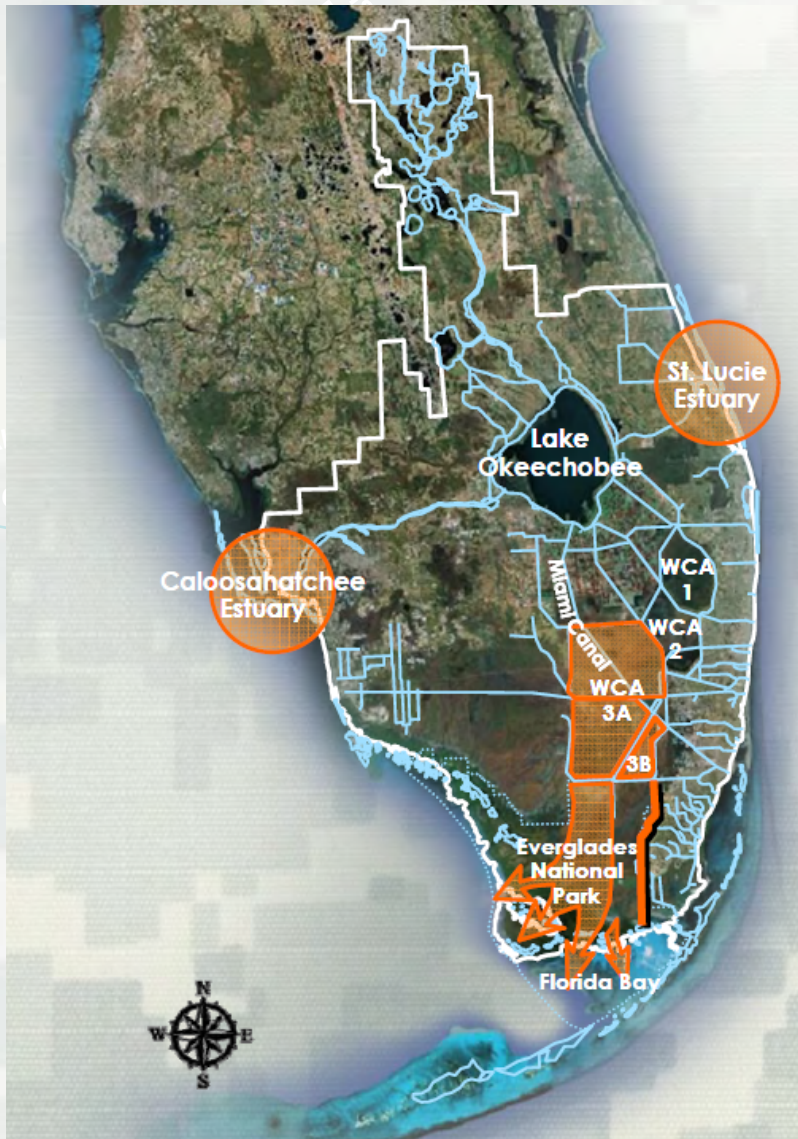 St. Lucie
Estuary
Lake
Okeechobee
WCA
1
Caloosahatchee
Estuary
Miami Canal
WCA
2
WCA
3A
3B
Everglades
National
Park
Florida Bay
N
W
E
S